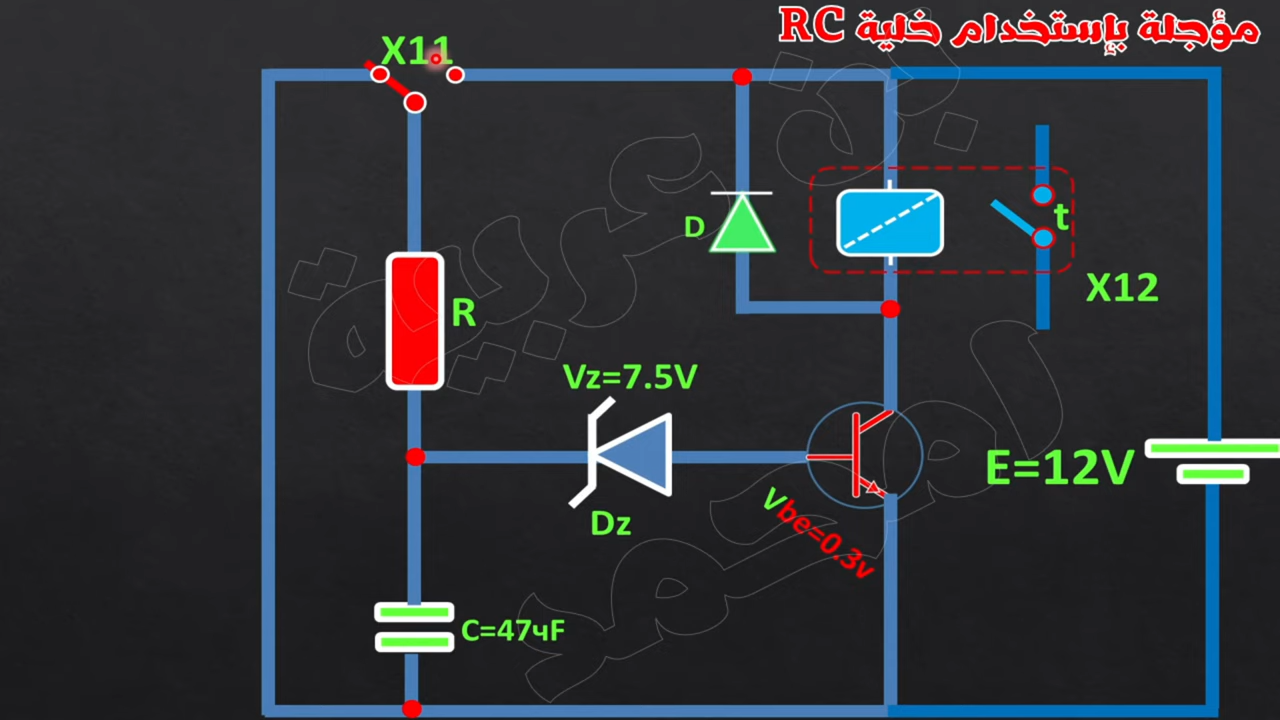 مؤجلة بإستخدام خلية RC
X11
D
t
X12
R
Vz=7.5V
E=12V
Dz
Vbe=0.3v
C=47чF